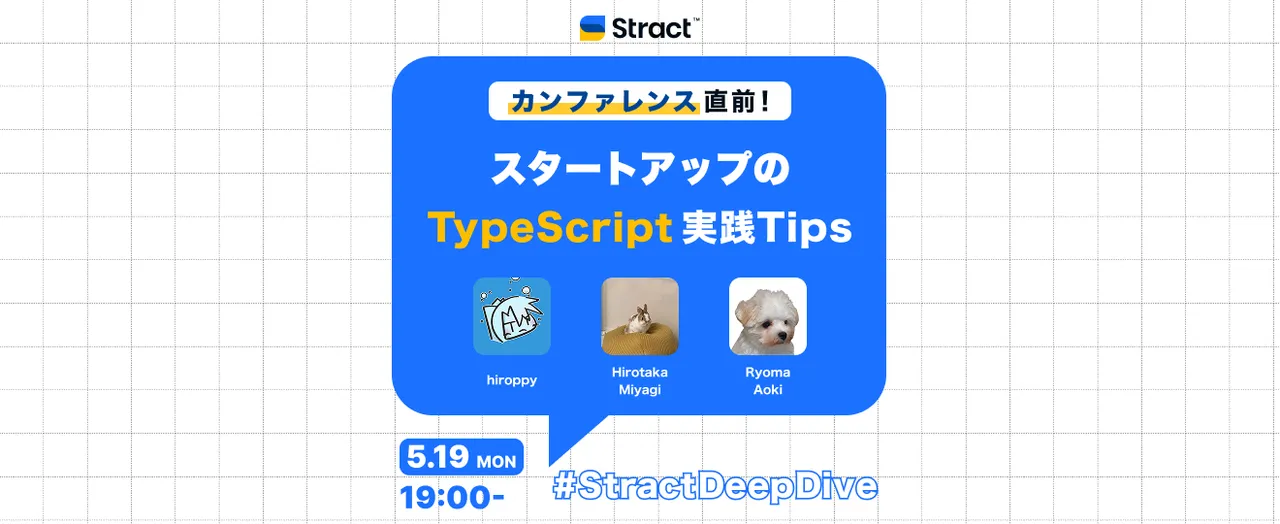 Stract™
カンファレンス直前！
スタートアップの
TypeScript 実践Tips
hiroppy
Hirotaka
Miyagi
Ryoma
Aoki
5.19 MON
19:00-
#StractDeepDive